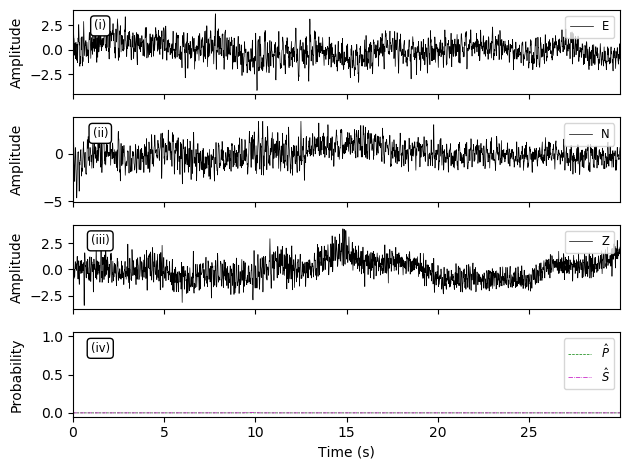 (i)
E
Amplitude
2.5
0.0
−2.5
(ii)
N
Amplitude
0
−5
(iii)
Z
Amplitude
2.5
0.0
−2.5
(iv)
P̂
Ŝ
Probability
1.0
0.5
0.0
0 5 10 15 20 25
Time (s)